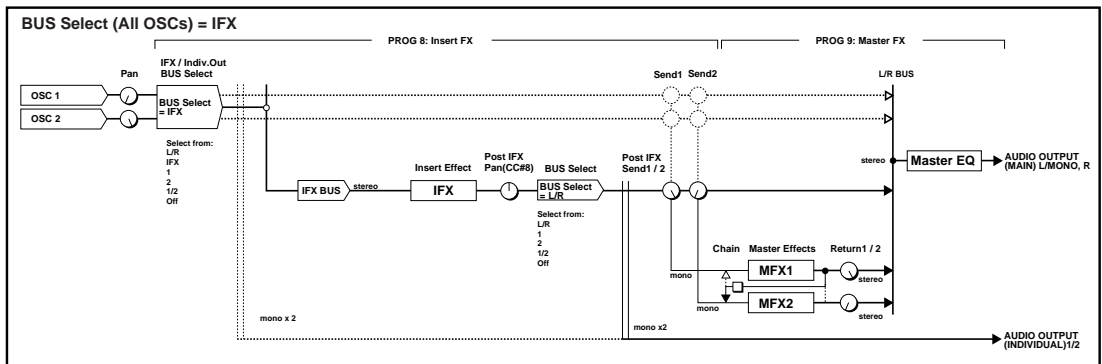 BUS Select (All OSCs) = IFX
PROG 8: Insert FX
PROG 9: Master FX
IFX / Indiv.Out
BUS Select
Pan
Send1
Send2
L/R BUS
OSC 1
OSC 2
BUS Select
= IFX
Select from:
L/R
IFX
1
2
1/2
Off
stereo
Master EQ
AUDIO OUTPUT
(MAIN) L/MONO, R
Insert Effect
Post IFX
Pan(CC#8)
BUS Select
Post IFX
Send1 / 2
IFX BUS
stereo
IFX
BUS Select
= L/R
Select from:
L/R
1
2
1/2
Off
Chain
Master Effects
Return1 / 2
mono
MFX1
stereo
mono
MFX2
stereo
mono x 2
mono x2
AUDIO OUTPUT
(INDIVIDUAL)1/2